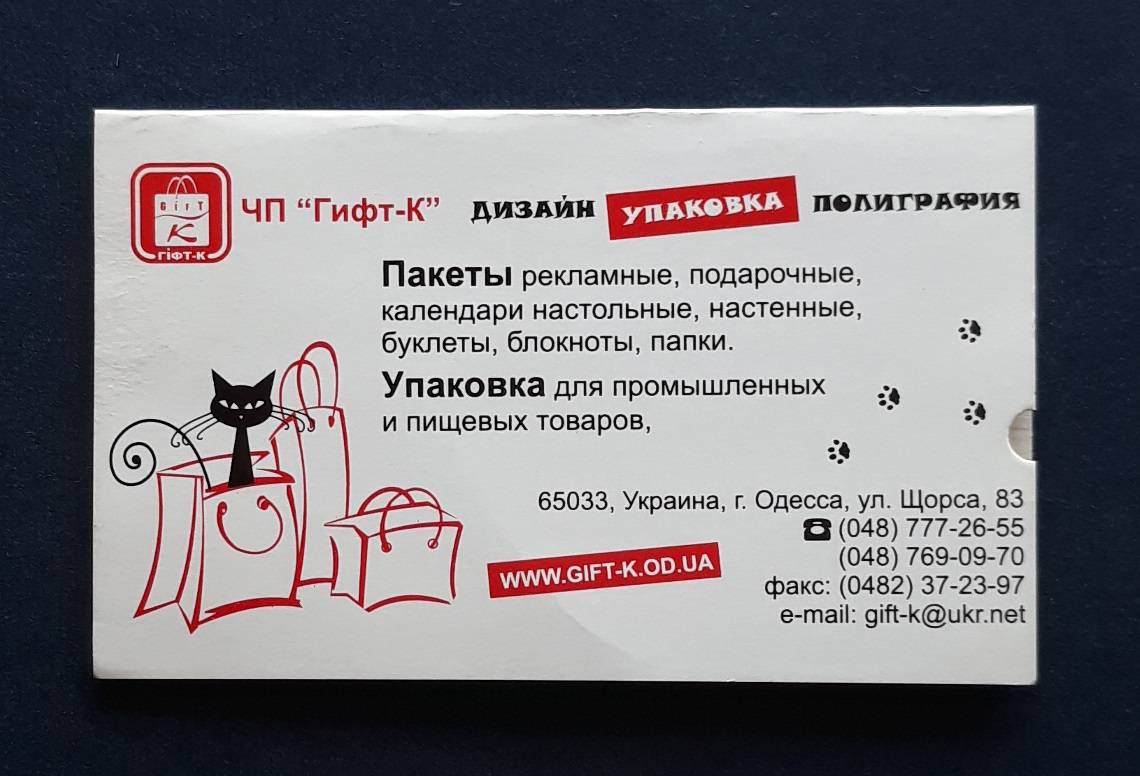 GIFT
K
ГІФТ-К
ЧП “Гифт-К” ДИЗАЙН УПАКОВКА ПОЛИГРАФИЯ
Пакеты рекламные, подарочные,
календари настольные, настенные,
буклеты, блокноты, папки.
Упаковка для промышленных
и пищевых товаров,
65033, Украина, г. Одесса, ул. Щорса, 83
(048) 777-26-55
(048) 769-09-70
WWW.GIFT-K.OD.UA
факс: (0482) 37-23-97
e-mail: gift-k@ukr.net